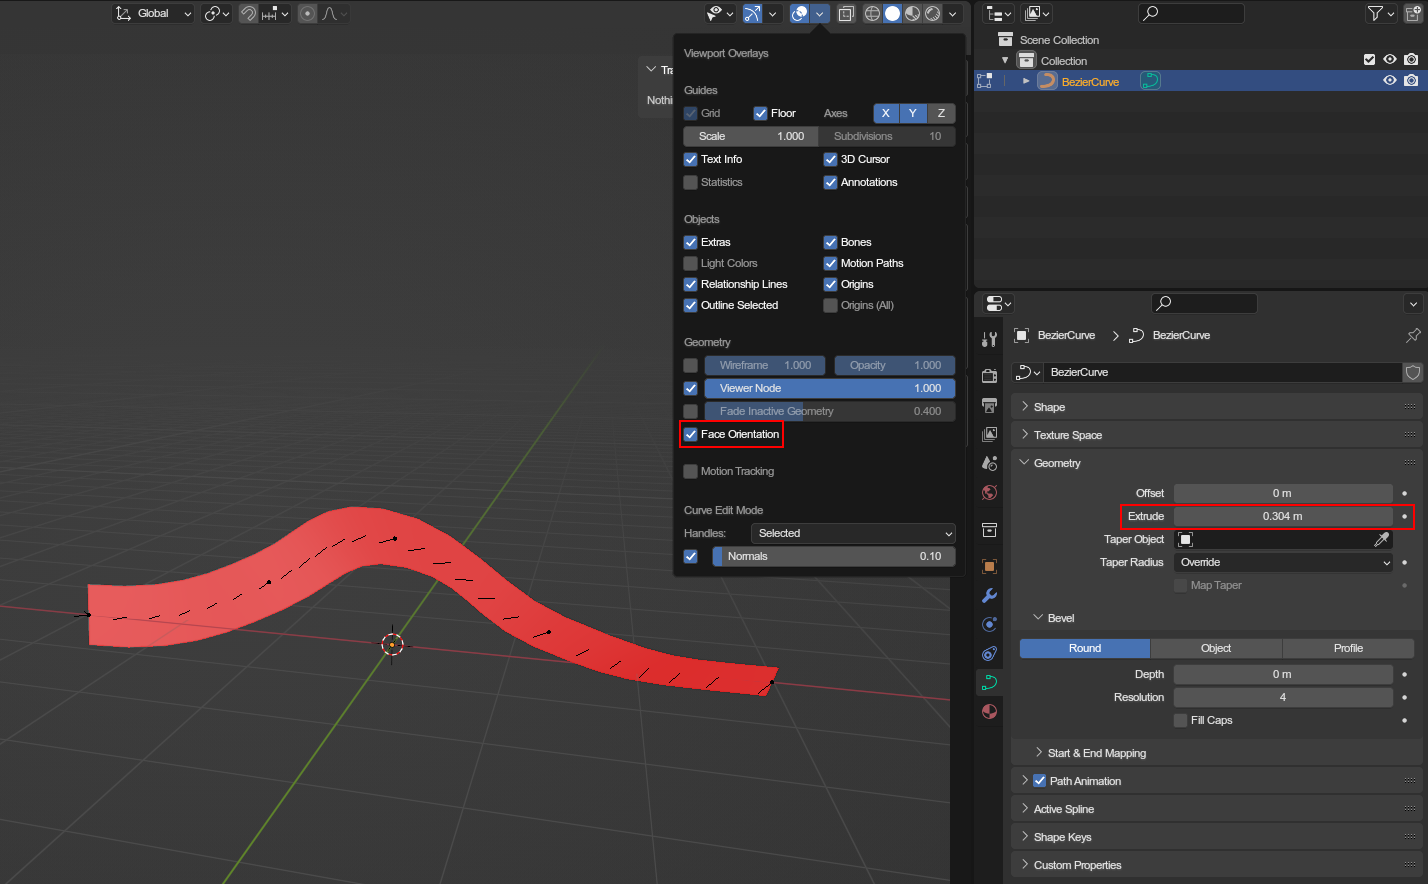 Global
Viewport Overlays
Tra
Nothi
Guides
Grid
Floor
Axes
X
Y
Z
Scale 1.000
Subdivisions 10
Text Info
3D Cursor
Statistics
Annotations
Objects
Extras
Bones
Light Colors
Motion Paths
Relationship Lines
Origins
Outline Selected
Origins (All)
Geometry
Wireframe 1.000
Opacity 1.000
Viewer Node 1.000
Fade Inactive Geometry 0.400
Face Orientation
Motion Tracking
Curve Edit Mode
Handles: Selected
Normals 0.10
Scene Collection
Collection
BezierCurve
BezierCurve
BezierCurve
BezierCurve
Shape
Texture Space
Geometry
Offset 0 m
Extrude 0.304 m
Taper Object
Taper Radius Override
Map Taper
Bevel
Round
Object
Profile
Depth 0 m
Resolution 4
Fill Caps
Start & End Mapping
Path Animation
Active Spline
Shape Keys
Custom Properties